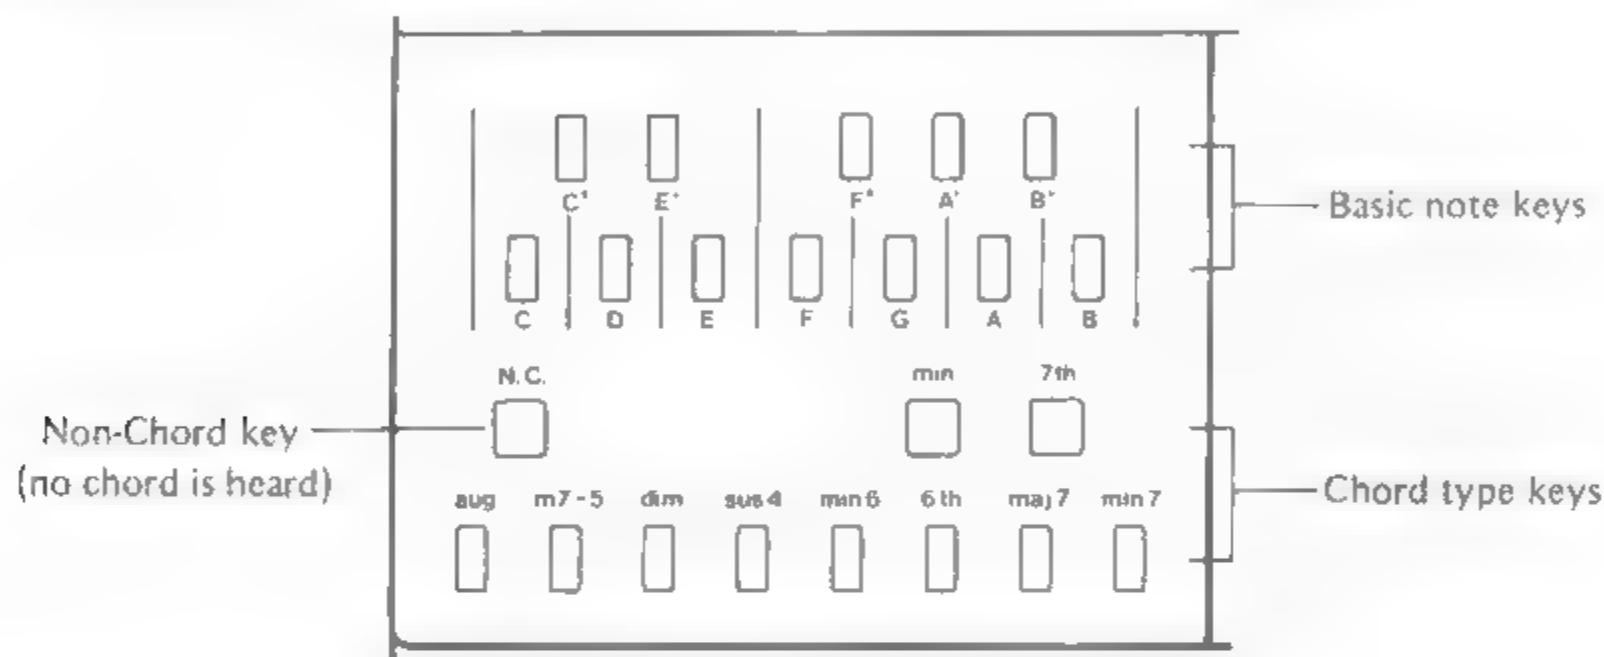 C♯ E♭ F♯ A♭ B♭
Basic note keys
C D E F G A B
N.C. min 7th
Non-Chord key
(no chord is heard)
Chord type keys
aug m7-5 dim sus4 min6 6th maj7 min7